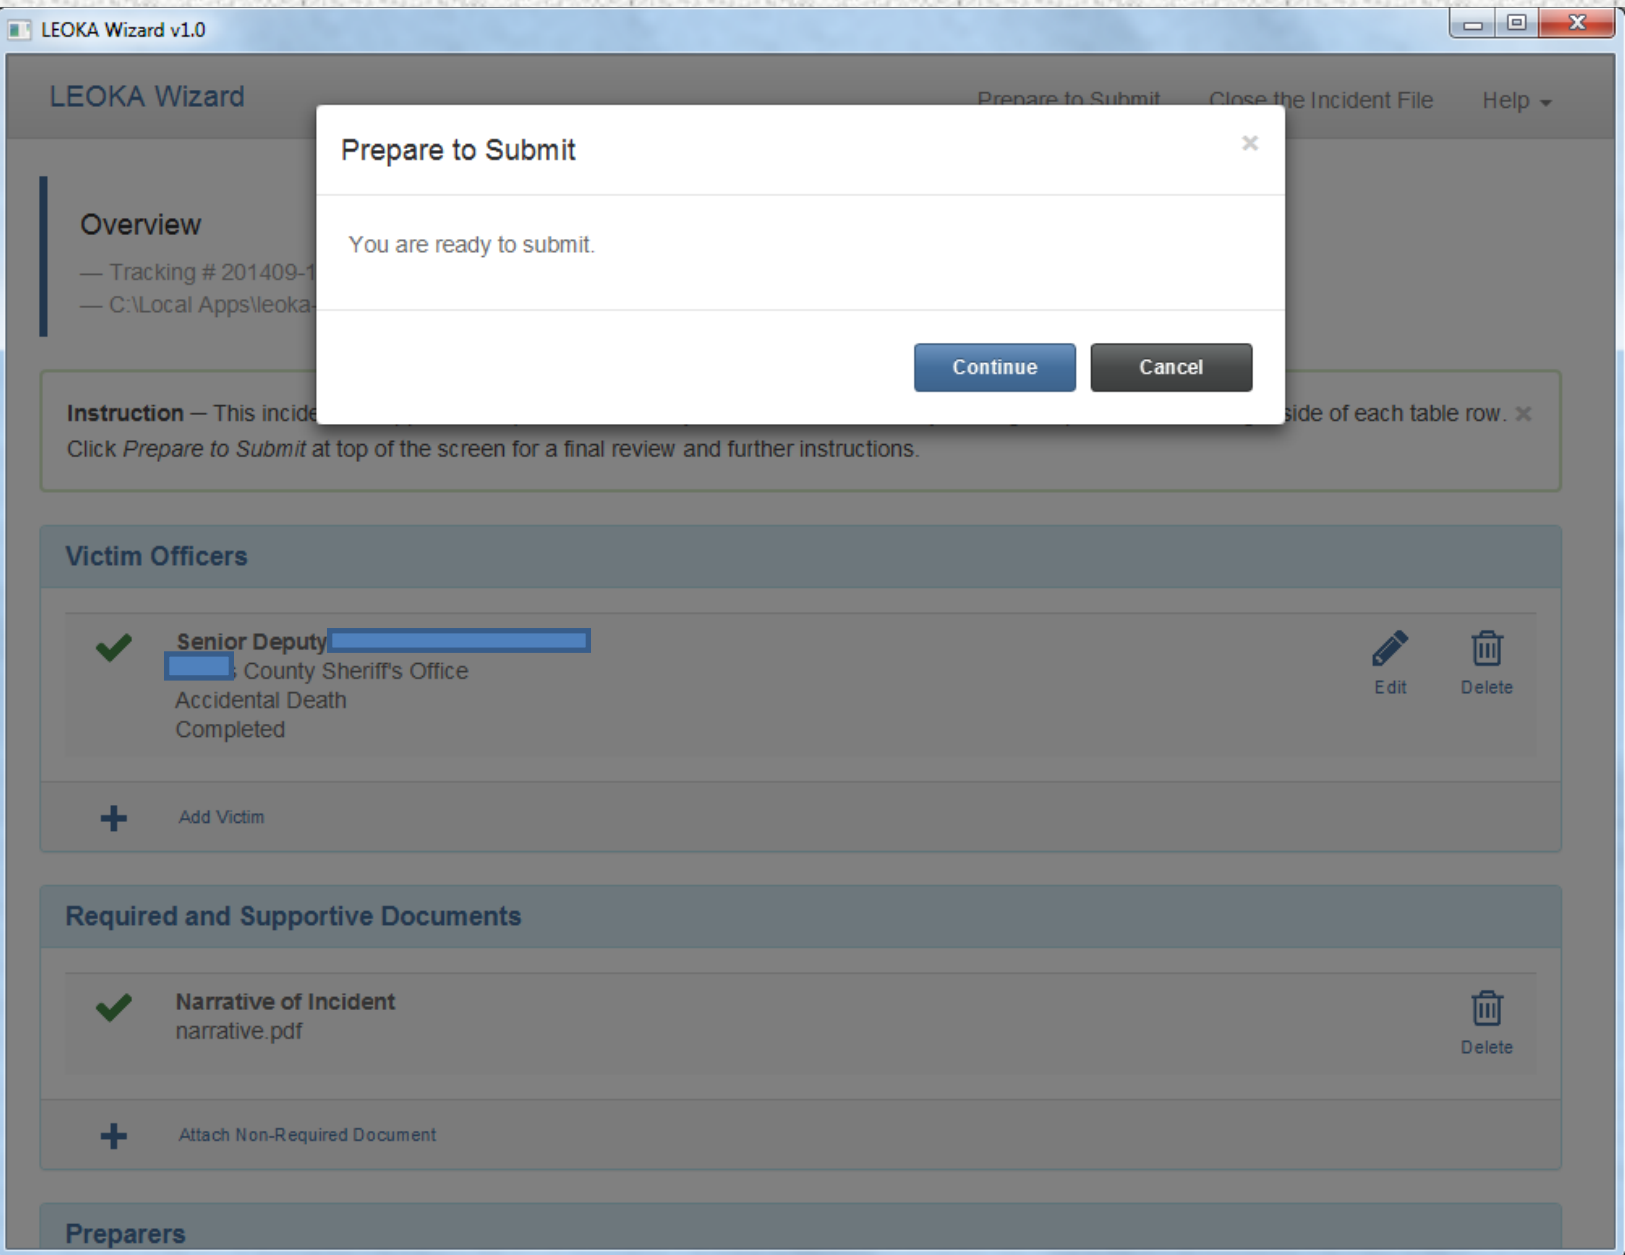 LEOKA Wizard v1.0
LEOKA Wizard
Prepare to Submit Close the Incident File Help
Prepare to Submit
You are ready to submit.
Continue Cancel
Overview
— Tracking # 201409-1
— C:\Local Apps\leoka-
Instruction — This incide side of each table row.
Click Prepare to Submit at top of the screen for a final review and further instructions.
Victim Officers
Senior Deputy
County Sheriff's Office
Accidental Death
Completed
Edit Delete
Add Victim
Required and Supportive Documents
Narrative of Incident
narrative.pdf
Delete
Attach Non-Required Document
Preparers